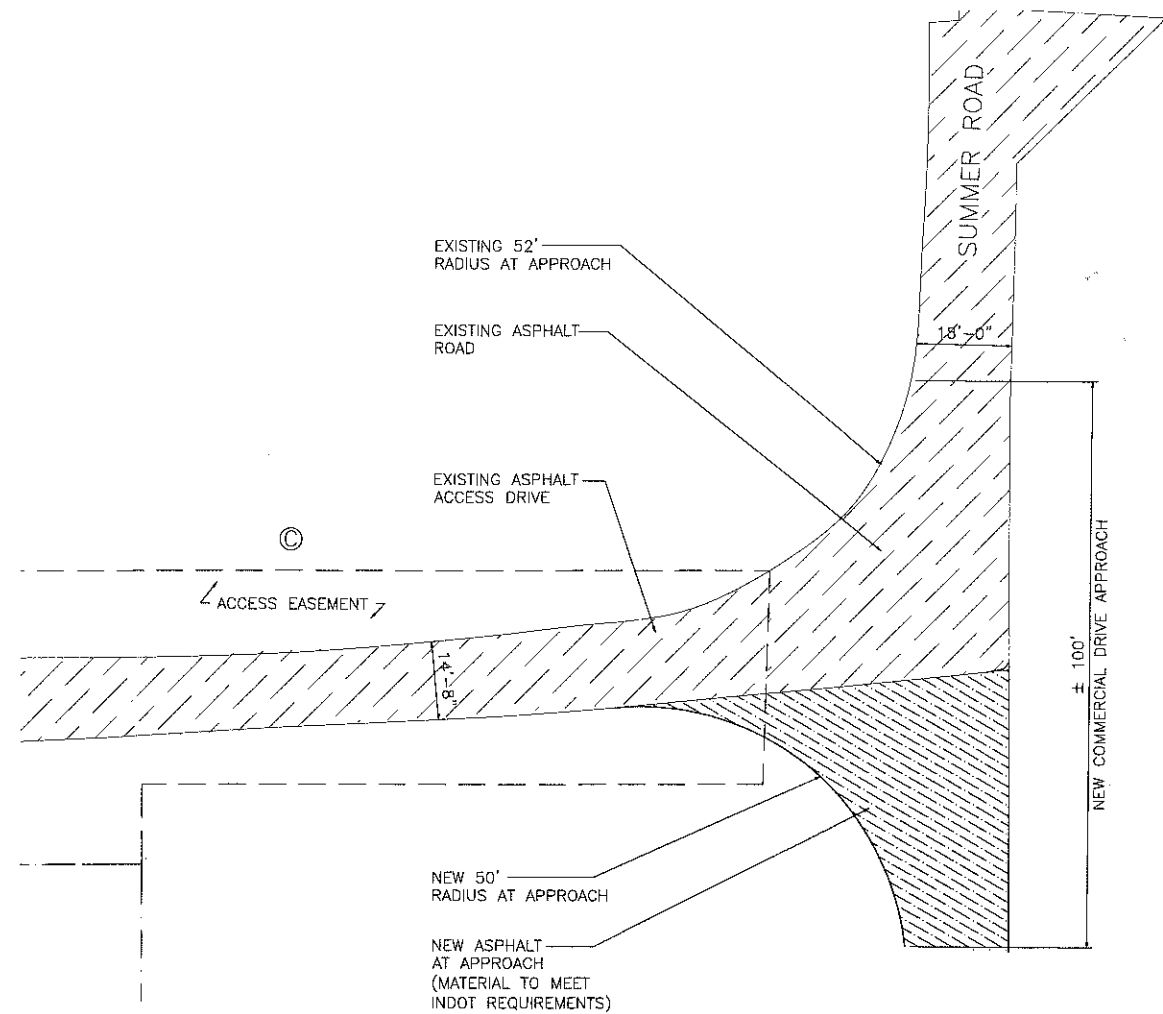 SUMMER ROAD
EXISTING 52'
RADIUS AT APPROACH
EXISTING ASPHALT
ROAD
18'-0"
EXISTING ASPHALT
ACCESS DRIVE
©
ACCESS EASEMENT
14'-8"
± 100'
NEW COMMERCIAL DRIVE APPROACH
NEW 50'
RADIUS AT APPROACH
NEW ASPHALT
AT APPROACH
(MATERIAL TO MEET
INDOT REQUIREMENTS)